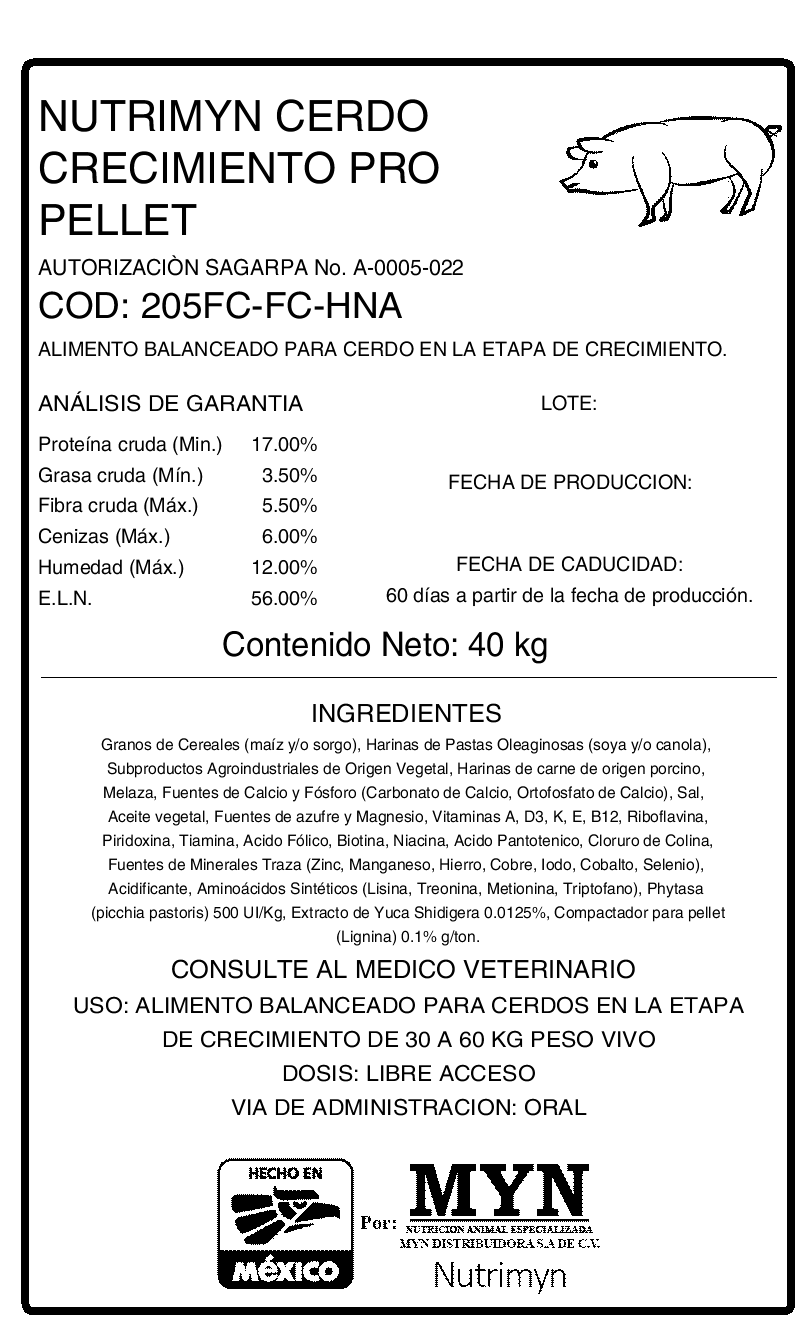 NUTRIMYN CERDO
CRECIMIENTO PRO
PELLET
AUTORIZACIÒN SAGARPA No. A-0005-022
COD: 205FC-FC-HNA
ALIMENTO BALANCEADO PARA CERDO EN LA ETAPA DE CRECIMIENTO.
ANÁLISIS DE GARANTIA
Proteína cruda (Min.) 17.00%
Grasa cruda (Mín.) 3.50%
Fibra cruda (Máx.) 5.50%
Cenizas (Máx.) 6.00%
Humedad (Máx.) 12.00%
E.L.N. 56.00%
LOTE:
FECHA DE PRODUCCION:
FECHA DE CADUCIDAD:
60 días a partir de la fecha de producción.
Contenido Neto: 40 kg
INGREDIENTES
Granos de Cereales (maíz y/o sorgo), Harinas de Pastas Oleaginosas (soya y/o canola),
Subproductos Agroindustriales de Origen Vegetal, Harinas de carne de origen porcino,
Melaza, Fuentes de Calcio y Fósforo (Carbonato de Calcio, Ortofosfato de Calcio), Sal,
Aceite vegetal, Fuentes de azufre y Magnesio, Vitaminas A, D3, K, E, B12, Riboflavina,
Piridoxina, Tiamina, Acido Fólico, Biotina, Niacina, Acido Pantotenico, Cloruro de Colina,
Fuentes de Minerales Traza (Zinc, Manganeso, Hierro, Cobre, Iodo, Cobalto, Selenio),
Acidificante, Aminoácidos Sintéticos (Lisina, Treonina, Metionina, Triptofano), Phytasa
(picchia pastoris) 500 UI/Kg, Extracto de Yuca Shidigera 0.0125%, Compactador para pellet
(Lignina) 0.1% g/ton.
CONSULTE AL MEDICO VETERINARIO
USO: ALIMENTO BALANCEADO PARA CERDOS EN LA ETAPA
DE CRECIMIENTO DE 30 A 60 KG PESO VIVO
DOSIS: LIBRE ACCESO
VIA DE ADMINISTRACION: ORAL
HECHO EN
MéXICO
Por:
MYN
NUTRICION ANIMAL ESPECIALIZADA
MYN DISTRIBUIDORA S.A DE C.V.
Nutrimyn